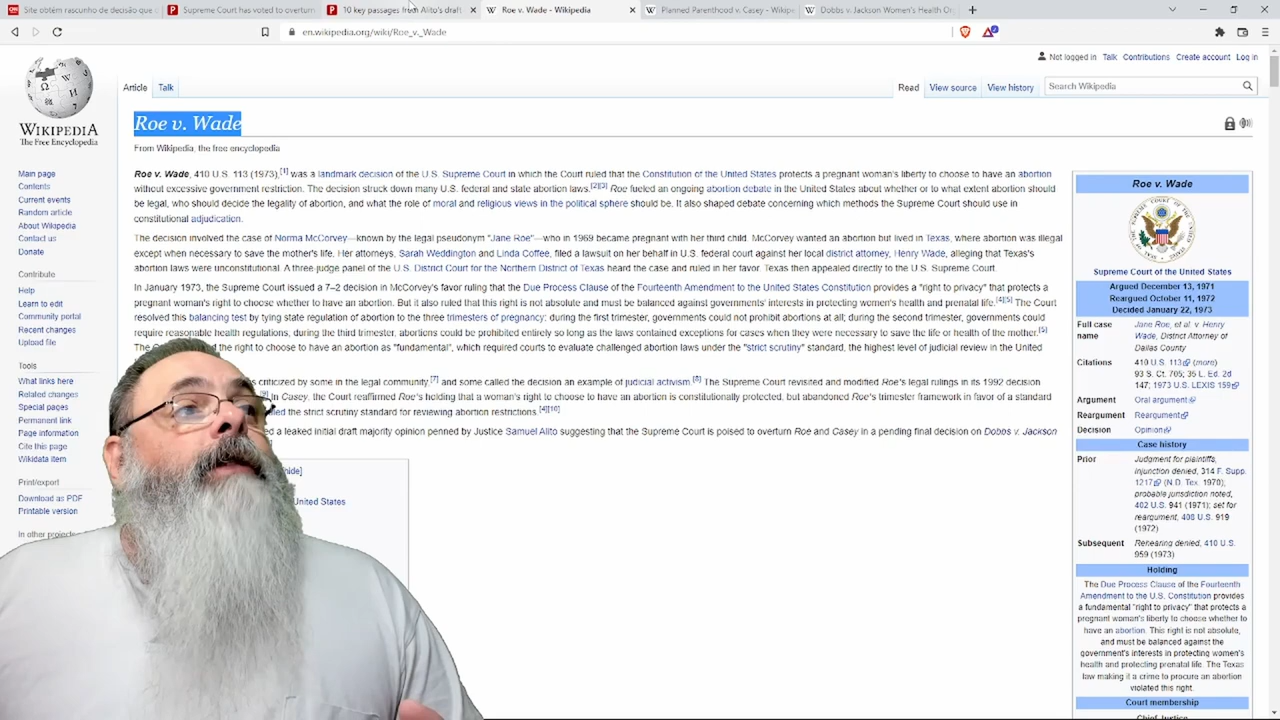 Site obtém rascunho de decisão que d
Supreme Court has voted to overturn
10 key passages from Alito's draft
Roe v. Wade - Wikipedia
Planned Parenthood v. Casey - Wikipe
Dobbs v. Jackson Women's Health Or
en.wikipedia.org/wiki/Roe_v._Wade
Not logged in Talk Contributions Create account Log in
Article Talk
Read View source View history
Search Wikipedia
WIKIPEDIA
The Free Encyclopedia
Main page
Contents
Current events
Random article
About Wikipedia
Contact us
Donate
Contribute
Help
Learn to edit
Community portal
Recent changes
Upload file
Tools
What links here
Related changes
Special pages
Permanent link
Page information
Cite this page
Wikidata item
Print/export
Download as PDF
Printable version
In other projects
Roe v. Wade
From Wikipedia, the free encyclopedia
Roe v. Wade, 410 U.S. 113 (1973),[1] was a landmark decision of the U.S. Supreme Court in which the Court ruled that the Constitution of the United States protects a pregnant woman's liberty to choose to have an abortion
without excessive government restriction. The decision struck down many U.S. federal and state abortion laws.[2][3] Roe fueled an ongoing abortion debate in the United States about whether or to what extent abortion should
be legal, who should decide the legality of abortion, and what the role of moral and religious views in the political sphere should be. It also shaped debate concerning which methods the Supreme Court should use in
constitutional adjudication.
The decision involved the case of Norma McCorvey—known by the legal pseudonym "Jane Roe"—who in 1969 became pregnant with her third child. McCorvey wanted an abortion but lived in Texas, where abortion was illegal
except when necessary to save the mother's life. Her attorneys, Sarah Weddington and Linda Coffee, filed a lawsuit on her behalf in U.S. federal court against her local district attorney, Henry Wade, alleging that Texas's
abortion laws were unconstitutional. A three-judge panel of the U.S. District Court for the Northern District of Texas heard the case and ruled in her favor. Texas then appealed directly to the U.S. Supreme Court.
In January 1973, the Supreme Court issued a 7–2 decision in McCorvey's favor ruling that the Due Process Clause of the Fourteenth Amendment to the United States Constitution provides a "right to privacy" that protects a
pregnant woman's right to choose whether to have an abortion. But it also ruled that this right is not absolute and must be balanced against governments' interests in protecting women's health and prenatal life.[4][5] The Court
resolved this balancing test by tying state regulation of abortion to the three trimesters of pregnancy: during the first trimester, governments could not prohibit abortions at all; during the second trimester, governments could
require reasonable health regulations; during the third trimester, abortions could be prohibited entirely so long as the laws contained exceptions for cases when they were necessary to save the life or health of the mother.[5]
The the right to choose to have an abortion as "fundamental", which required courts to evaluate challenged abortion laws under the "strict scrutiny" standard, the highest level of judicial review in the United
s criticized by some in the legal community,[7] and some called the decision an example of judicial activism.[8] The Supreme Court revisited and modified Roe's legal rulings in its 1992 decision
[9] In Casey, the Court reaffirmed Roe's holding that a woman's right to choose to have an abortion is constitutionally protected, but abandoned Roe's trimester framework in favor of a standard
the strict scrutiny standard for reviewing abortion restrictions.[4][10]
a leaked initial draft majority opinion penned by Justice Samuel Alito suggesting that the Supreme Court is poised to overturn Roe and Casey in a pending final decision on Dobbs v. Jackson
[hide]
United States
Roe v. Wade
Supreme Court of the United States
Argued December 13, 1971
Reargued October 11, 1972
Decided January 22, 1973
Full case name Jane Roe, et al. v. Henry Wade, District Attorney of Dallas County
Citations 410 U.S. 113 (more)
93 S. Ct. 705; 35 L. Ed. 2d
147; 1973 U.S. LEXIS 159
Argument Oral argument
Reargument Reargument
Decision Opinion
Case history
Prior Judgment for plaintiffs,
injunction denied, 314 F. Supp.
1217 (N.D. Tex. 1970);
probable jurisdiction noted,
402 U.S. 941 (1971); set for
reargument, 408 U.S. 919
(1972)
Subsequent Rehearing denied, 410 U.S.
959 (1973)
Holding
The Due Process Clause of the Fourteenth
Amendment to the U.S. Constitution provides
a fundamental "right to privacy" that protects a
pregnant woman's liberty to choose whether to
have an abortion. This right is not absolute,
and must be balanced against the
government's interests in protecting women's
health and protecting prenatal life. The Texas
law making it a crime to procure an abortion
violated this right.
Court membership
Chief Justice